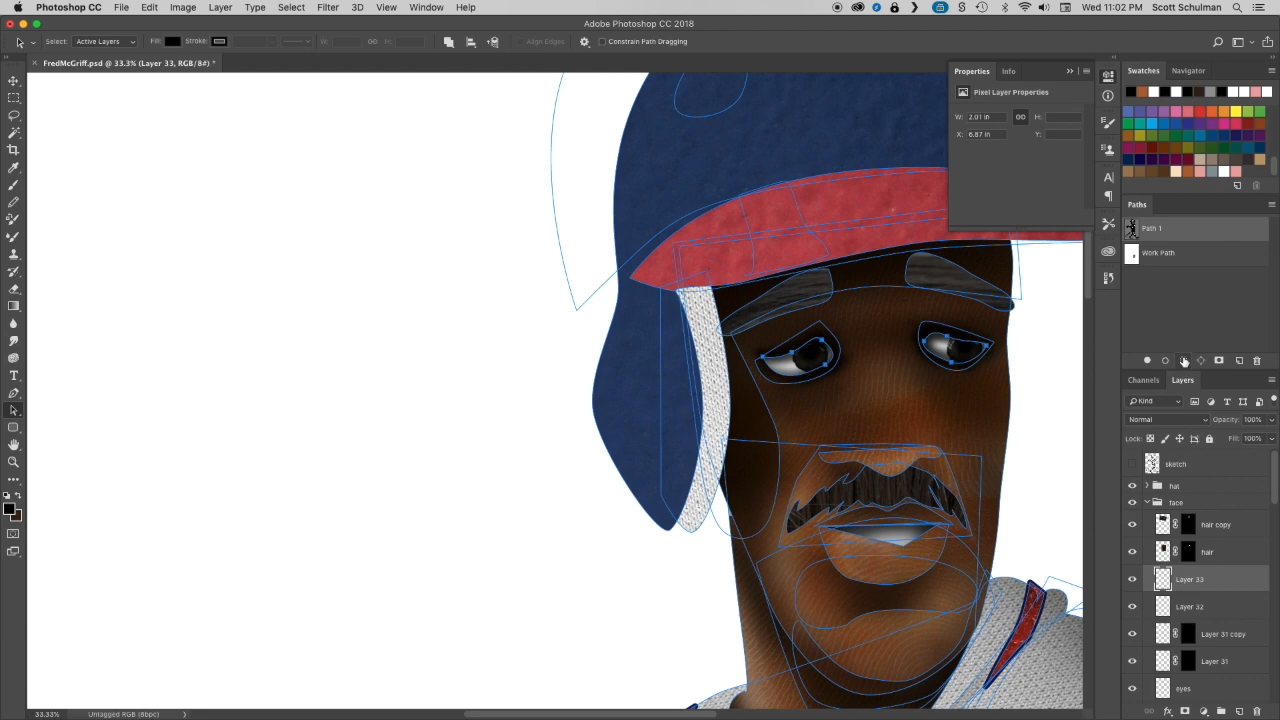 Photoshop CC File Edit Image Layer Type Select Filter 3D View Window Help Wed 11:02 PM Scott Schulman
Adobe Photoshop CC 2018
Select: Active Layers Fill: Stroke: W: H: Align Edges Constrain Path Dragging
FredMcGriff.psd @ 33.3% (Layer 33, RGB/8#) *
Properties Info
Pixel Layer Properties
W: 2.01 in H:
X: 6.87 in Y:
Swatches Navigator
Paths
Path 1
Work Path
Channels Layers
Kind
Normal Opacity: 100%
Lock: Fill: 100%
sketch
hat
face
hair copy
hair
Layer 33
Layer 32
Layer 31 copy
Layer 31
eyes
33.33% Untagged RGB (8bpc)